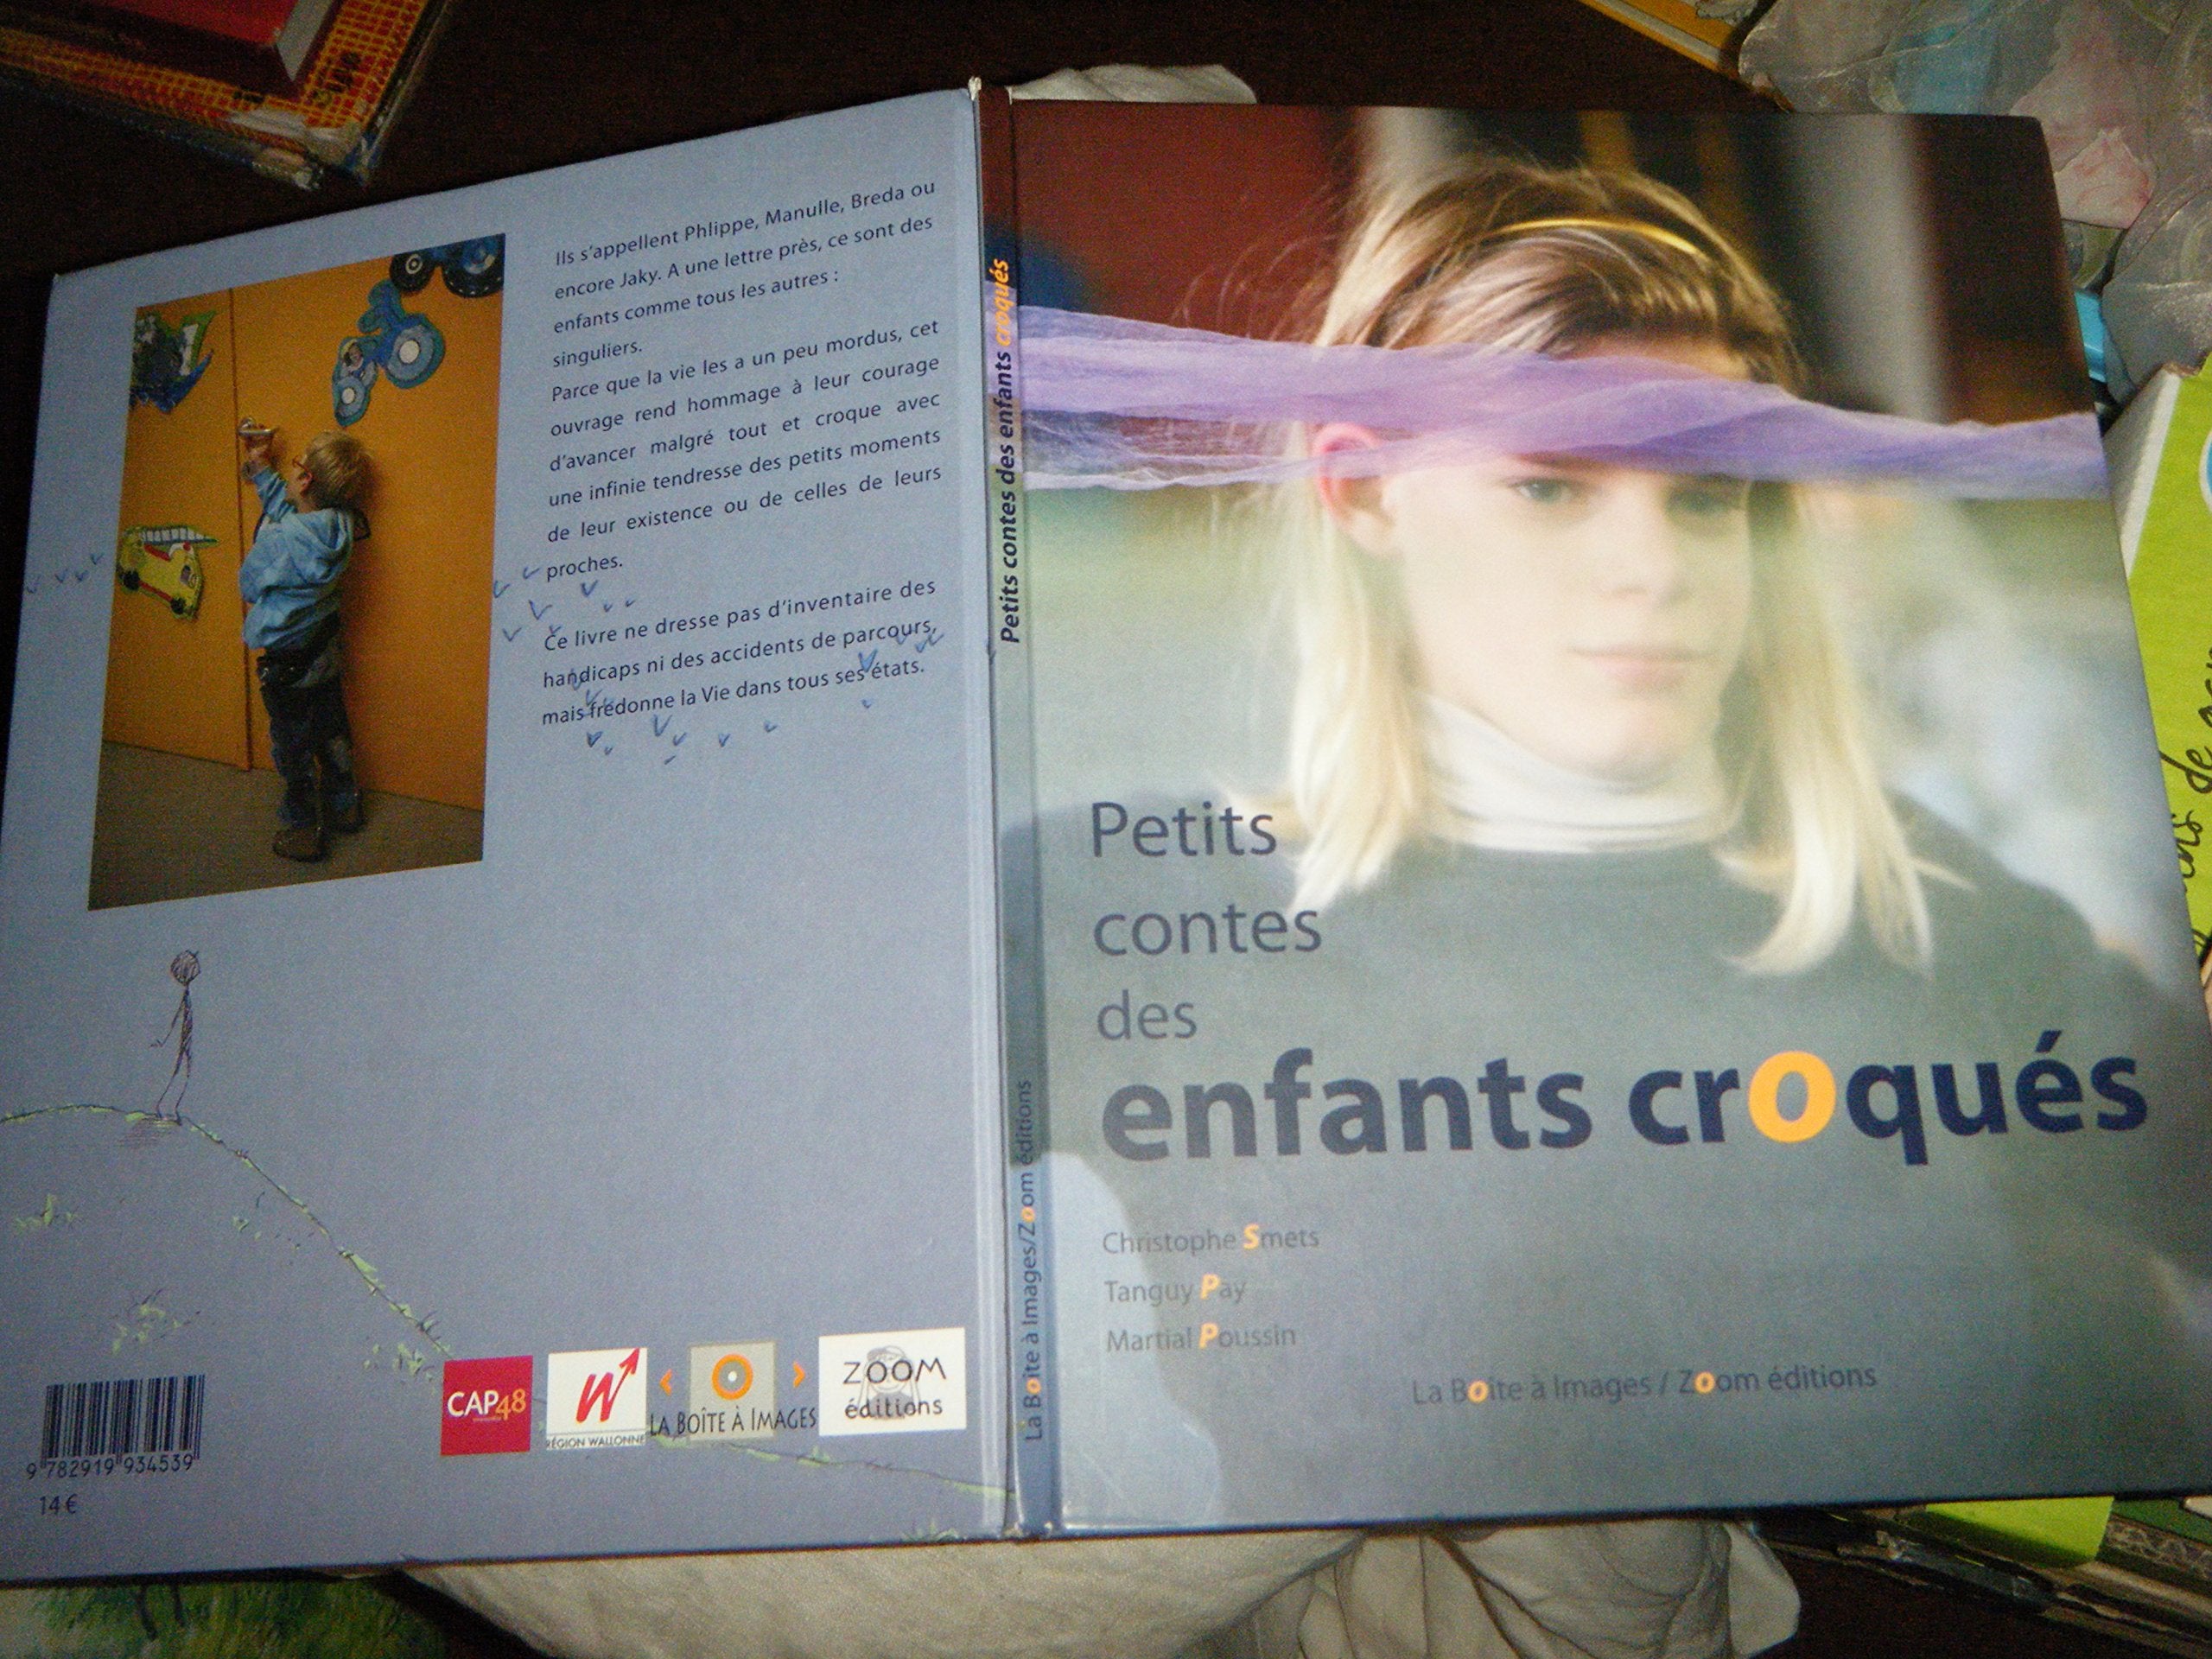 Ils s'appellent Phlippe, Manulle, Breda ou
encore Jaky. A une lettre près, ce sont des
enfants comme tous les autres :
singuliers.
Parce que la vie les a un peu mordus, cet
ouvrage rend hommage à leur courage
d'avancer malgré tout et croque avec
une infinie tendresse des petits moments
de leur existence ou de celles de leurs
proches.
Ce livre ne dresse pas d'inventaire des
handicaps ni des accidents de parcours,
mais fredonne la Vie dans tous ses états.
9 782919 934539
14 €
CAP48
W
RÉGION WALLONNE
LA BOÎTE À IMAGES
ZOOM
éditions
Petits contes des enfants croqués
La Boîte à Images/Zoom éditions
Petits
contes
des
enfants croqués
Christophe Smets
Tanguy Pay
Martial Poussin
La Boîte à Images / Zoom éditions
de